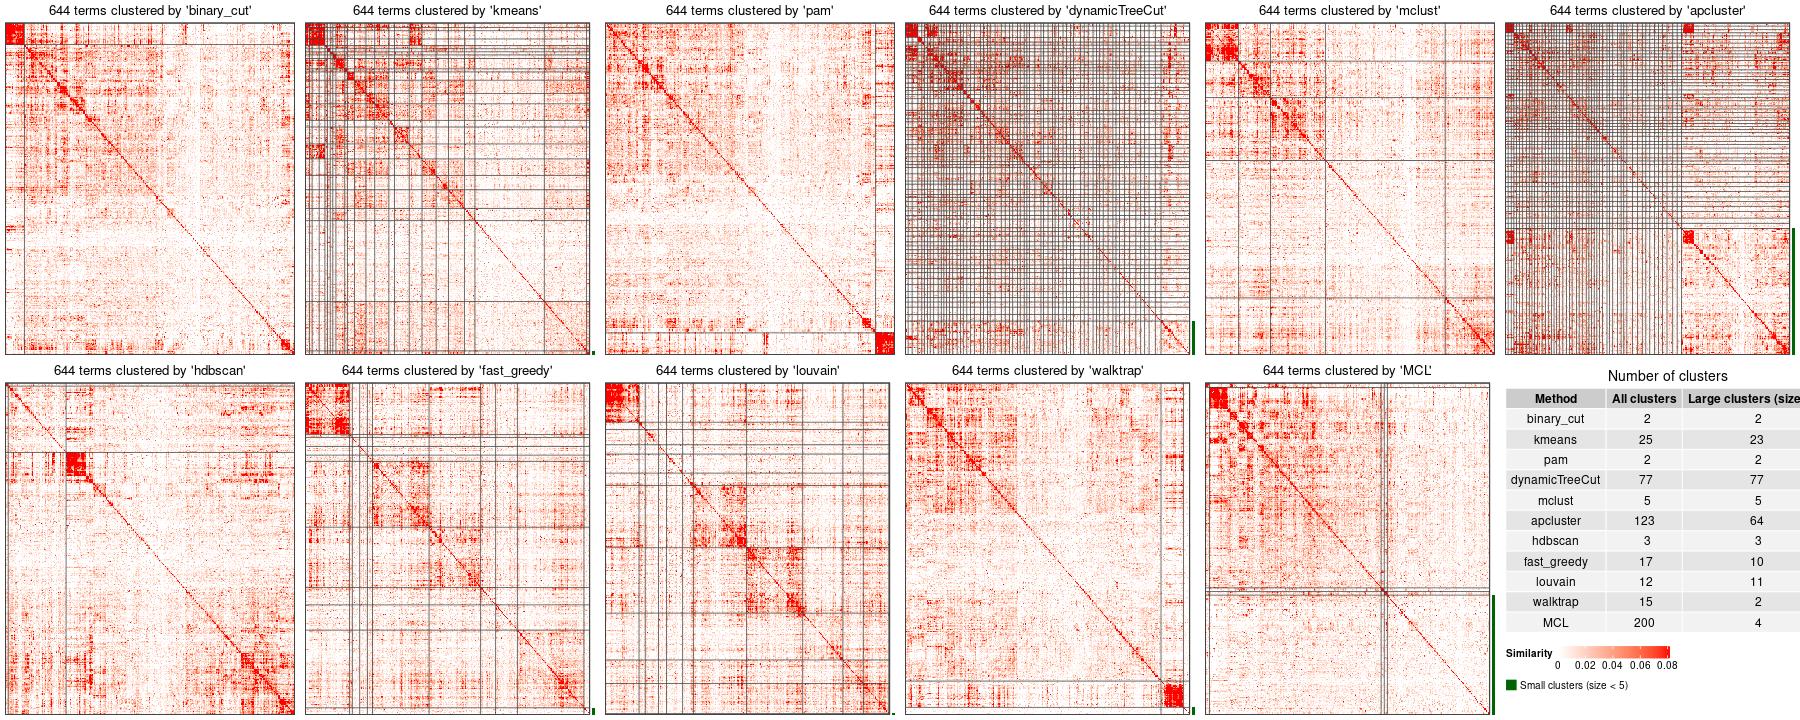 644 terms clustered by 'binary_cut'
644 terms clustered by 'kmeans'
644 terms clustered by 'pam'
644 terms clustered by 'dynamicTreeCut'
644 terms clustered by 'mclust'
644 terms clustered by 'apcluster'
644 terms clustered by 'hdbscan'
644 terms clustered by 'fast_greedy'
644 terms clustered by 'louvain'
644 terms clustered by 'walktrap'
644 terms clustered by 'MCL'
Number of clusters
Method All clusters Large clusters (size
binary_cut 2 2
kmeans 25 23
pam 2 2
dynamicTreeCut 77 77
mclust 5 5
apcluster 123 64
hdbscan 3 3
fast_greedy 17 10
louvain 12 11
walktrap 15 2
MCL 200 4
Similarity
0 0.02 0.04 0.06 0.08
Small clusters (size < 5)